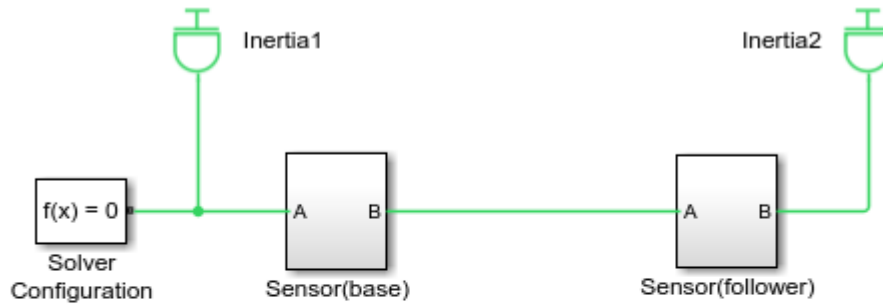 Inertia1
Inertia2
f(x) = 0
A
B
A
B
Solver
Configuration
Sensor(base)
Sensor(follower)